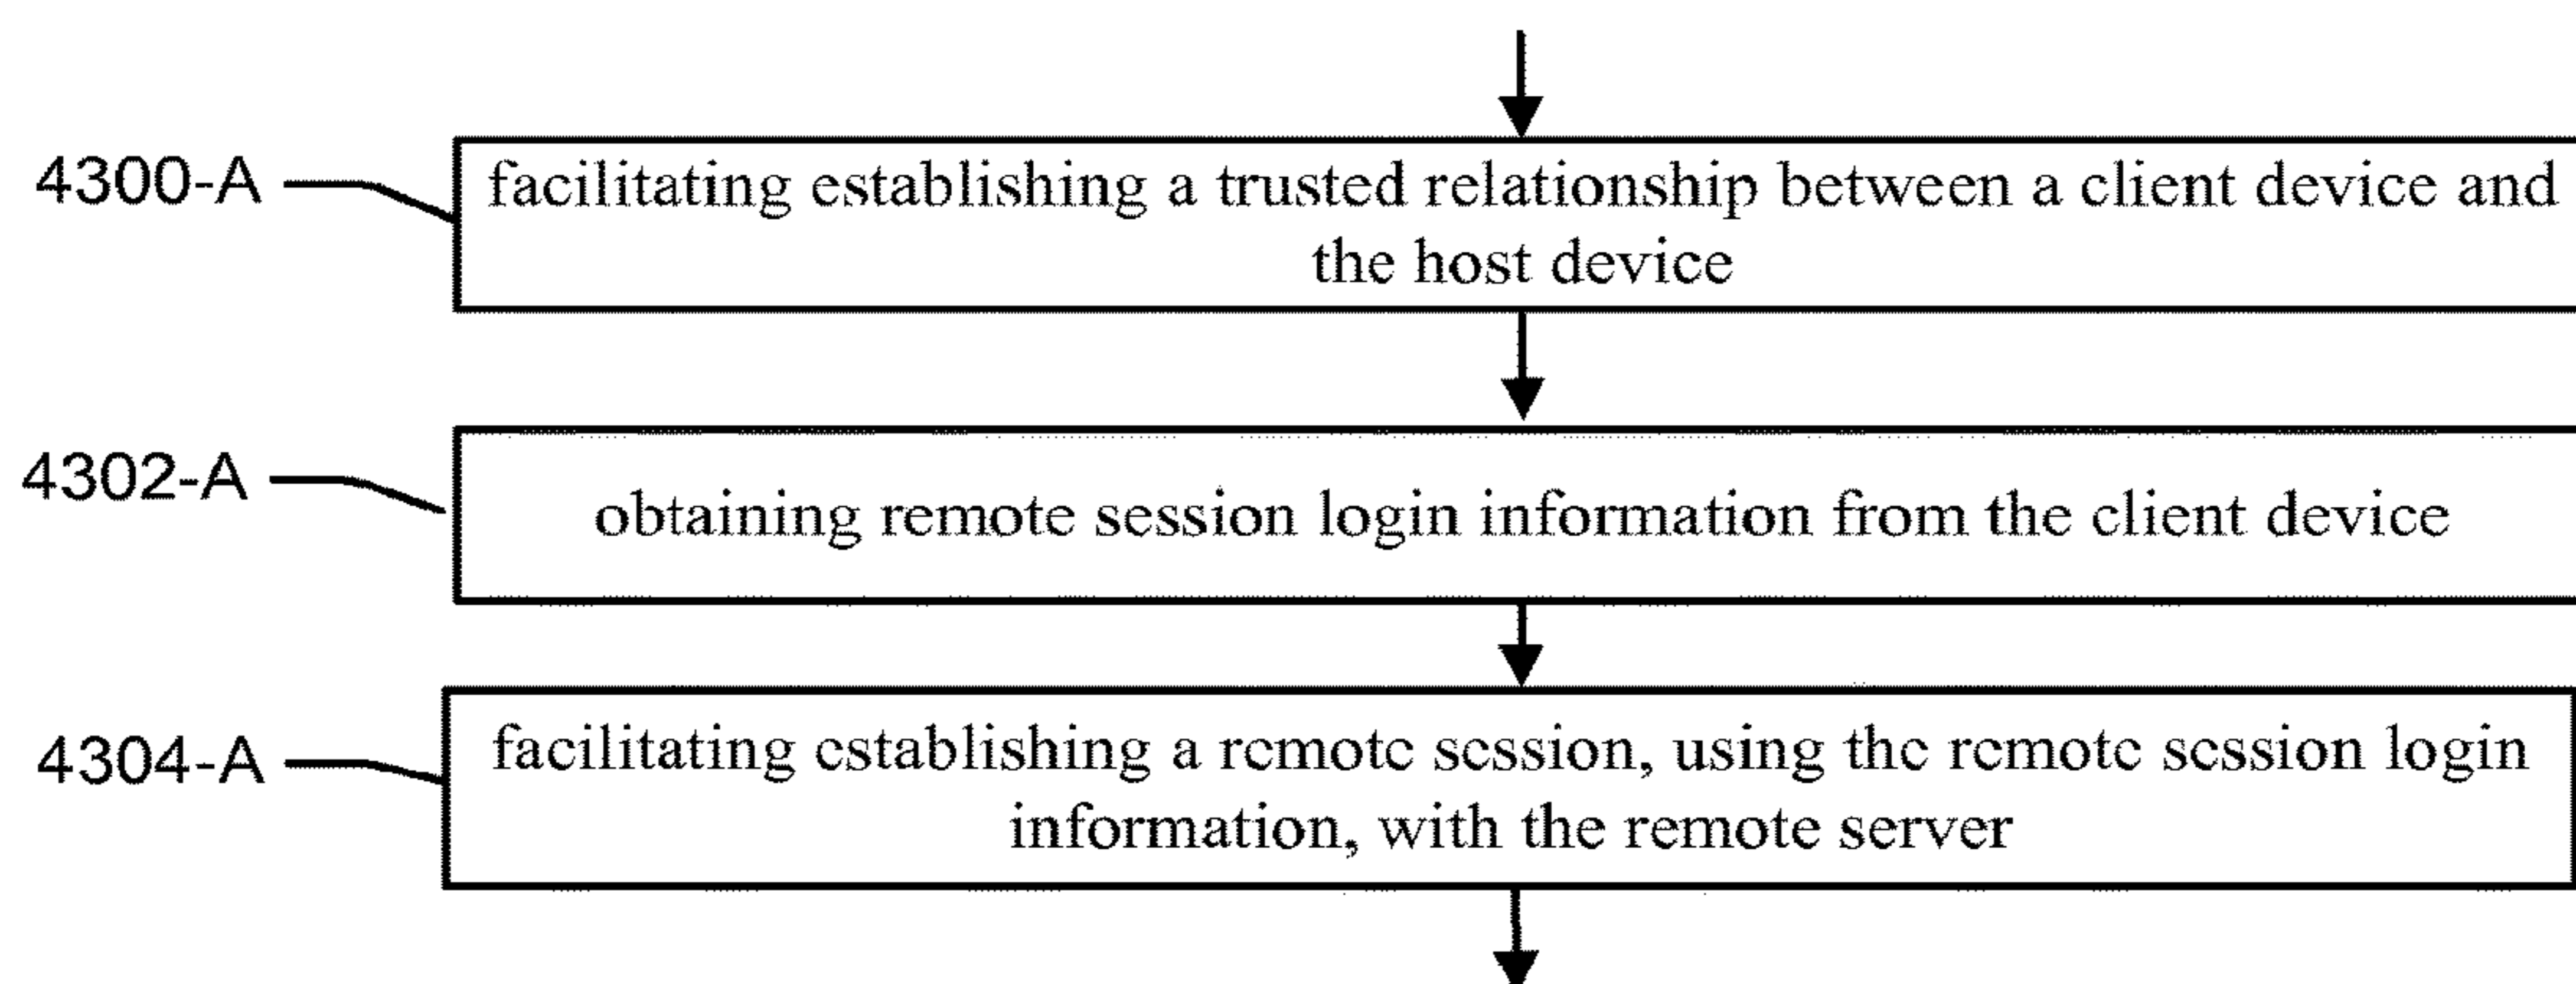 4300-A
facilitating establishing a trusted relationship between a client device and
the host device
4302-A
obtaining remote session login information from the client device
4304-A
facilitating establishing a remote session, using the remote session login
information, with the remote server